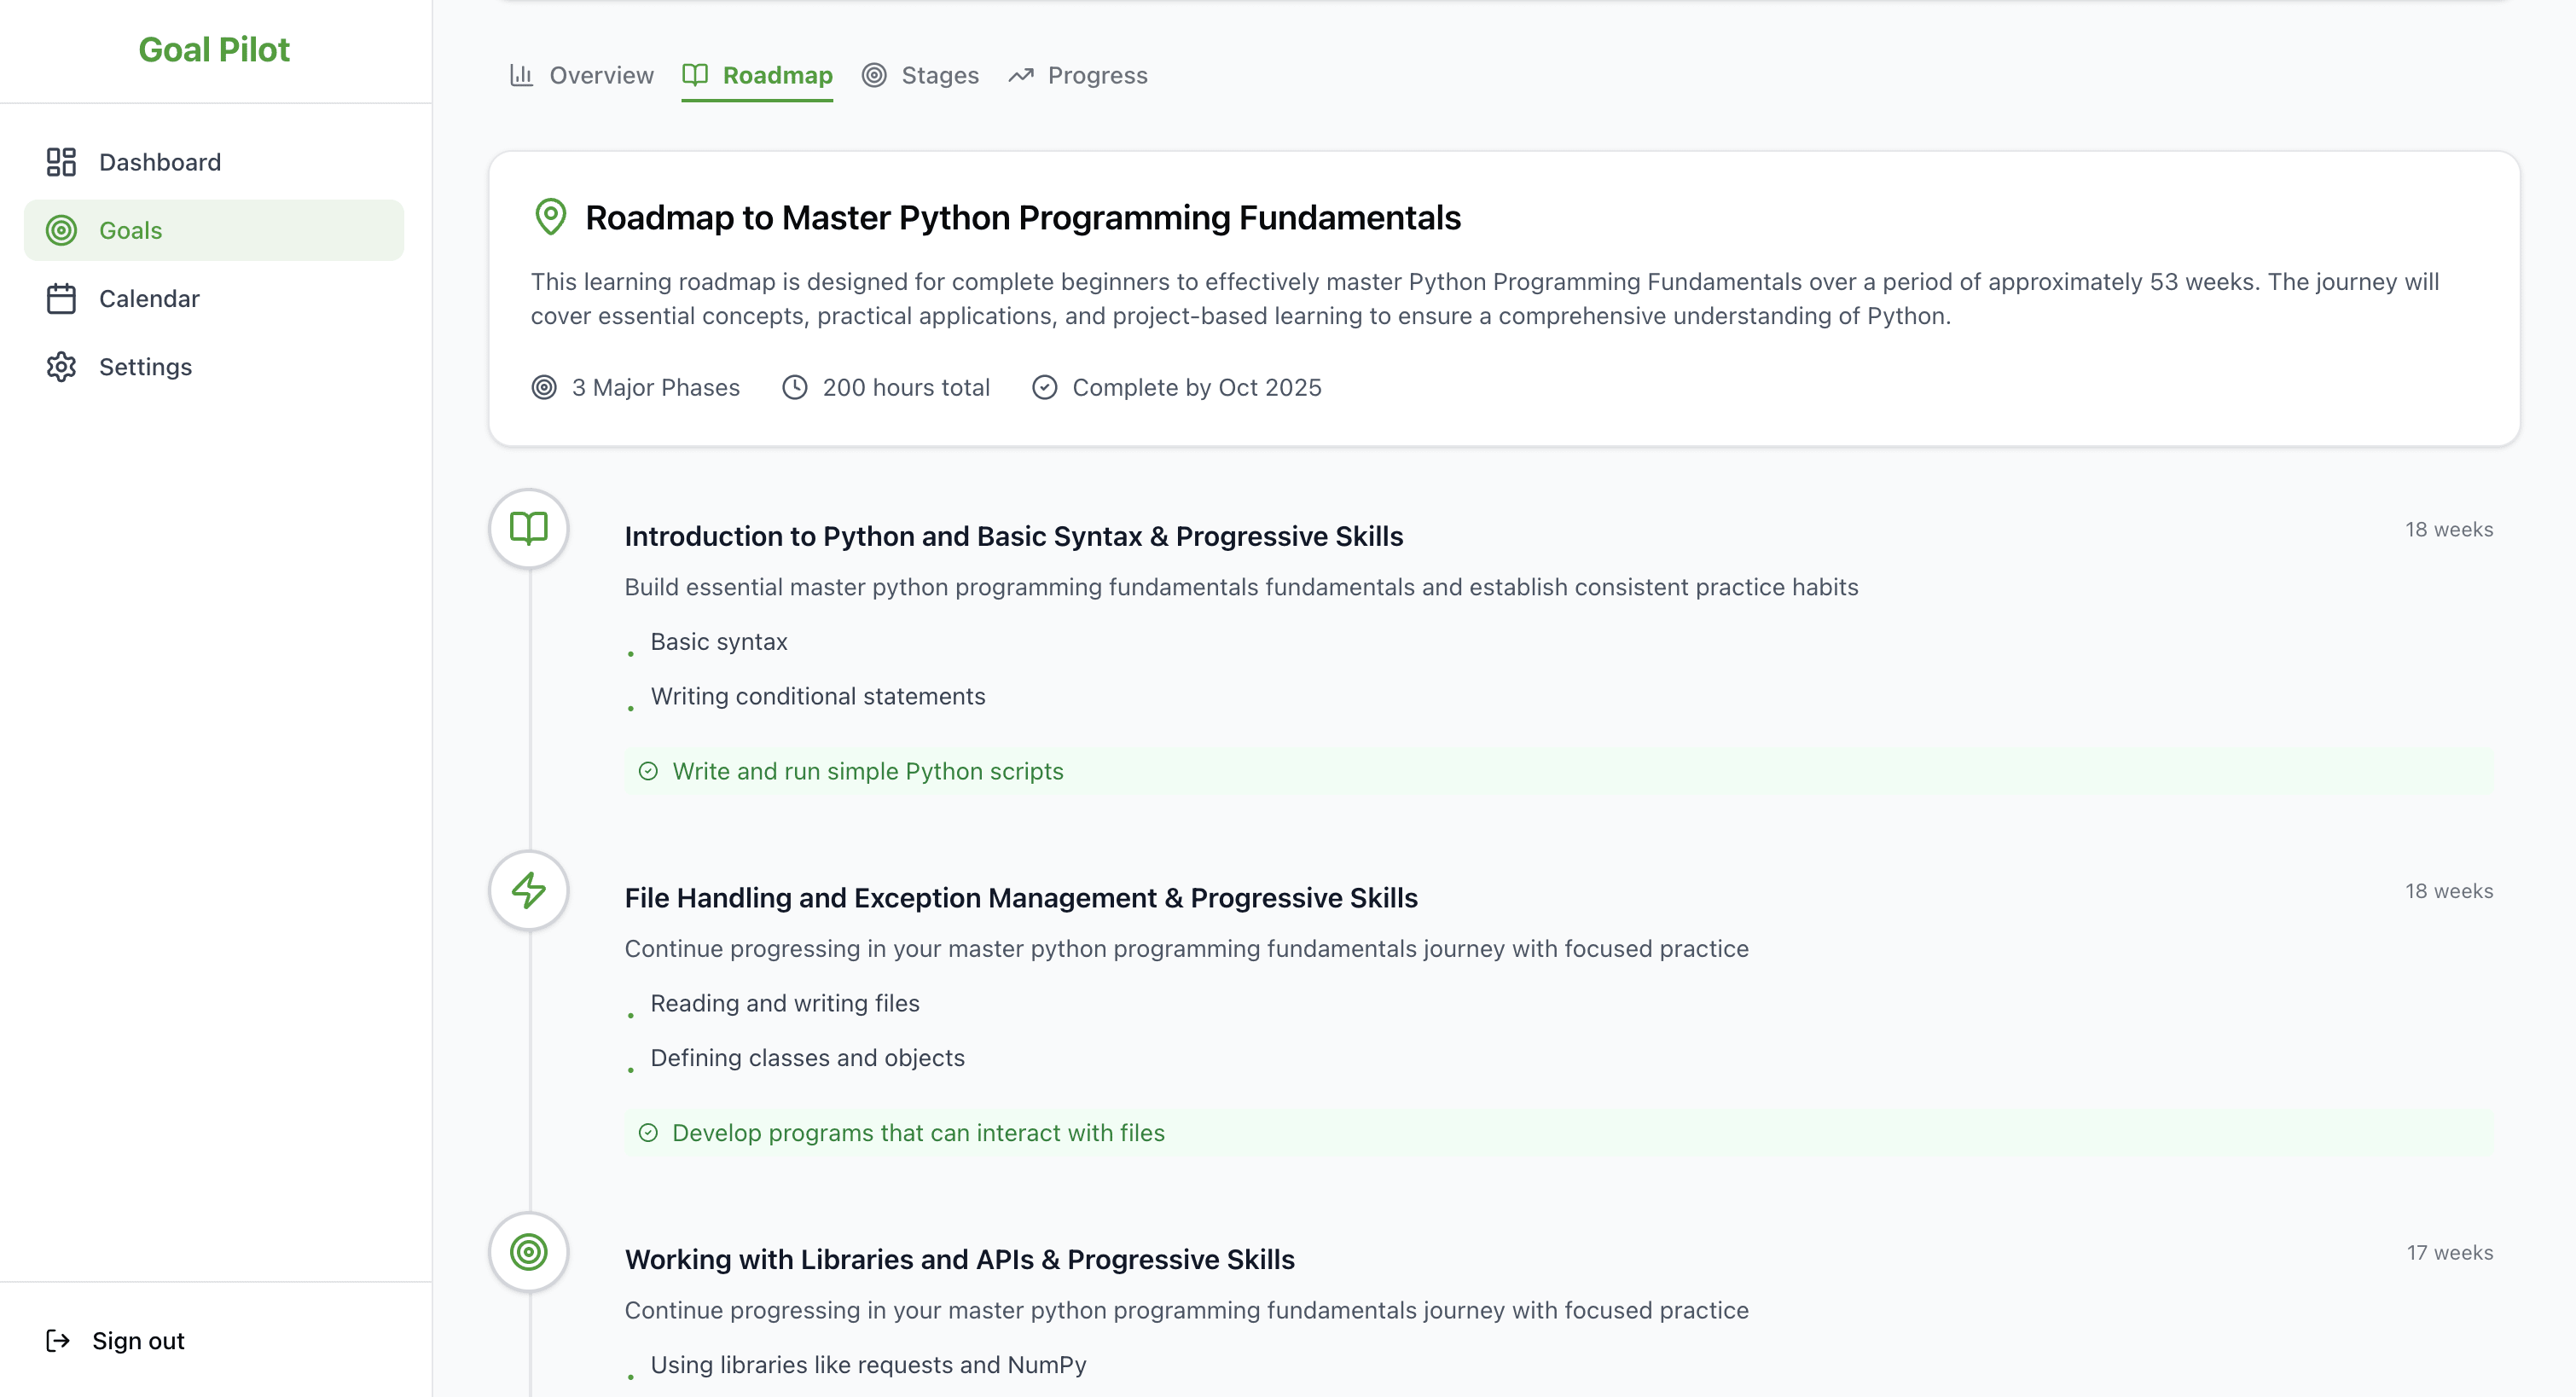 Goal Pilot
Dashboard
Goals
Calendar
Settings
Sign out
Overview
Roadmap
Stages
Progress
Roadmap to Master Python Programming Fundamentals
This learning roadmap is designed for complete beginners to effectively master Python Programming Fundamentals over a period of approximately 53 weeks. The journey will
cover essential concepts, practical applications, and project-based learning to ensure a comprehensive understanding of Python.
3 Major Phases
200 hours total
Complete by Oct 2025
Introduction to Python and Basic Syntax & Progressive Skills
18 weeks
Build essential master python programming fundamentals fundamentals and establish consistent practice habits
Basic syntax
Writing conditional statements
Write and run simple Python scripts
File Handling and Exception Management & Progressive Skills
18 weeks
Continue progressing in your master python programming fundamentals journey with focused practice
Reading and writing files
Defining classes and objects
Develop programs that can interact with files
Working with Libraries and APIs & Progressive Skills
17 weeks
Continue progressing in your master python programming fundamentals journey with focused practice
Using libraries like requests and NumPy